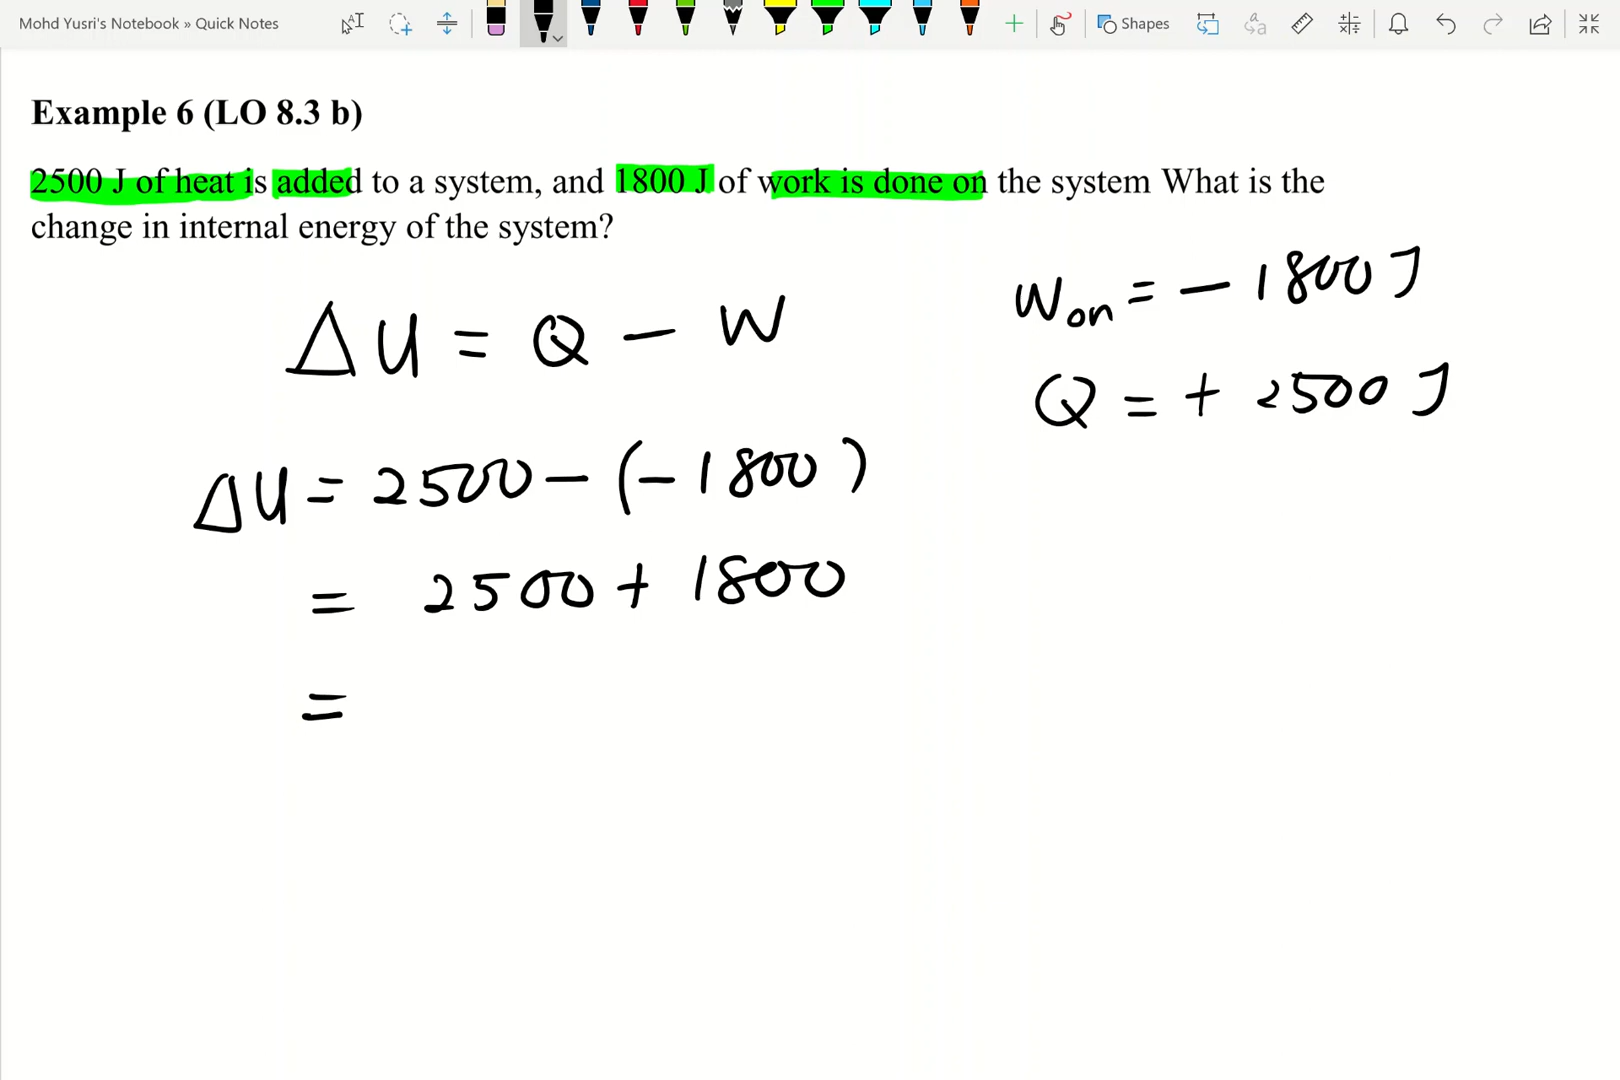 Mohd Yusri's Notebook » Quick Notes
Shapes
Example 6 (LO 8.3 b)
2500 J of heat is added to a system, and 1800 J of work is done on the system What is the
change in internal energy of the system?
W on = − 1800 J
ΔU = Q − W
Q = + 2500 J
ΔU = 2500 − (−1800)
= 2500 + 1800
=